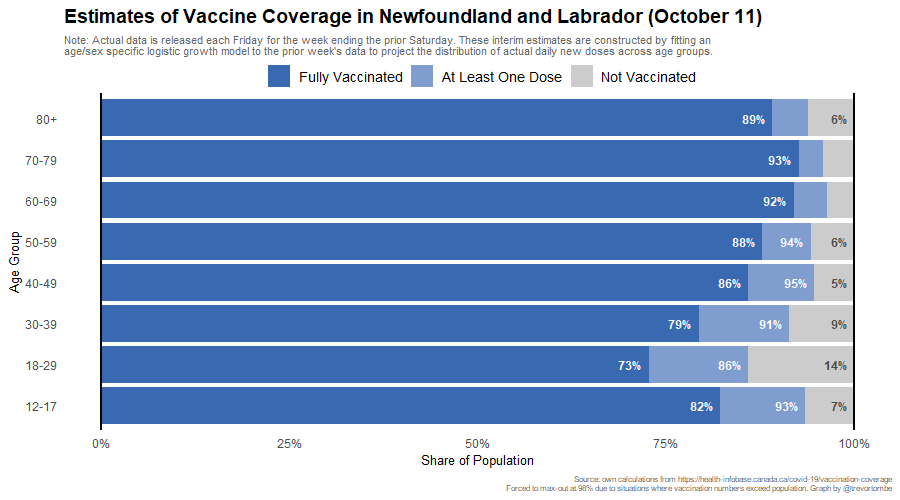 Estimates of Vaccine Coverage in Newfoundland and Labrador (October 11)
Note: Actual data is released each Friday for the week ending the prior Saturday. These interim estimates are constructed by fitting an
age/sex specific logistic growth model to the prior week's data to project the distribution of actual daily new doses across age groups.
Fully Vaccinated At Least One Dose Not Vaccinated
80+ 89% 6%
70-79 93%
60-69 92%
50-59 88% 94% 6%
Age Group
40-49 86% 95% 5%
30-39 79% 91% 9%
18-29 73% 86% 14%
12-17 82% 93% 7%
0% 25% 50% 75% 100%
Share of Population
Source: own calculations from https://health-infobase.canada.ca/covid-19/vaccination-coverage
Forced to max-out at 98% due to situations where vaccination numbers exceed population. Graph by @trevortombe